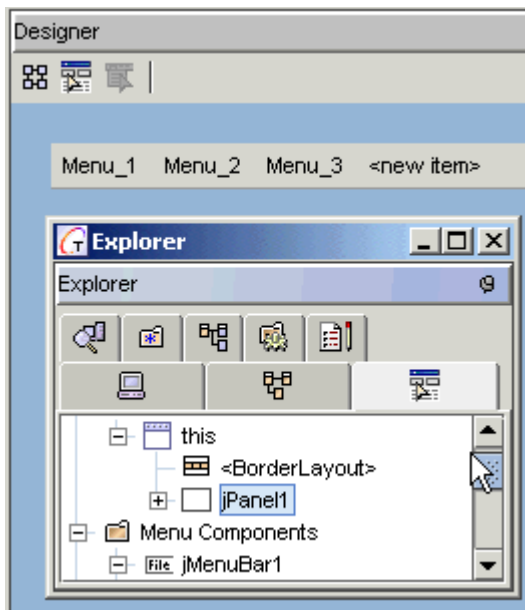 Designer
Menu_1 Menu_2 Menu_3 <new item>
Explorer
Explorer
this
<BorderLayout>
jPanel1
Menu Components
File jMenuBar1